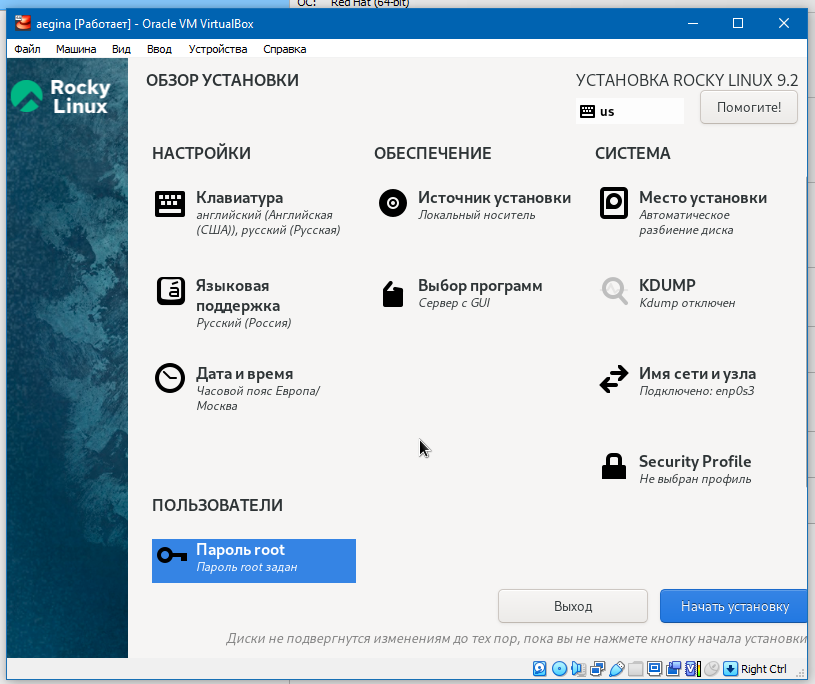 ОС: Red Hat (64-bit)
aegina [Работает] - Oracle VM VirtualBox
Файл Машина Вид Ввод Устройства Справка
Rocky
Linux
ОБЗОР УСТАНОВКИ
УСТАНОВКА ROCKY LINUX 9.2
us
Помогите!
НАСТРОЙКИ
Клавиатура
английский (Английская
(США)), русский (Русская)
Языковая
поддержка
Русский (Россия)
Дата и время
Часовой пояс Европа/
Москва
ОБЕСПЕЧЕНИЕ
Источник установки
Локальный носитель
Выбор программ
Сервер с GUI
СИСТЕМА
Место установки
Автоматическое
разбиение диска
KDUMP
Kdump отключен
Имя сети и узла
Подключено: enp0s3
Security Profile
Не выбран профиль
ПОЛЬЗОВАТЕЛИ
Пароль root
Пароль root задан
Выход
Начать установку
Диски не подвергнутся изменениям до тех пор, пока вы не нажмете кнопку начала установки
Right Ctrl